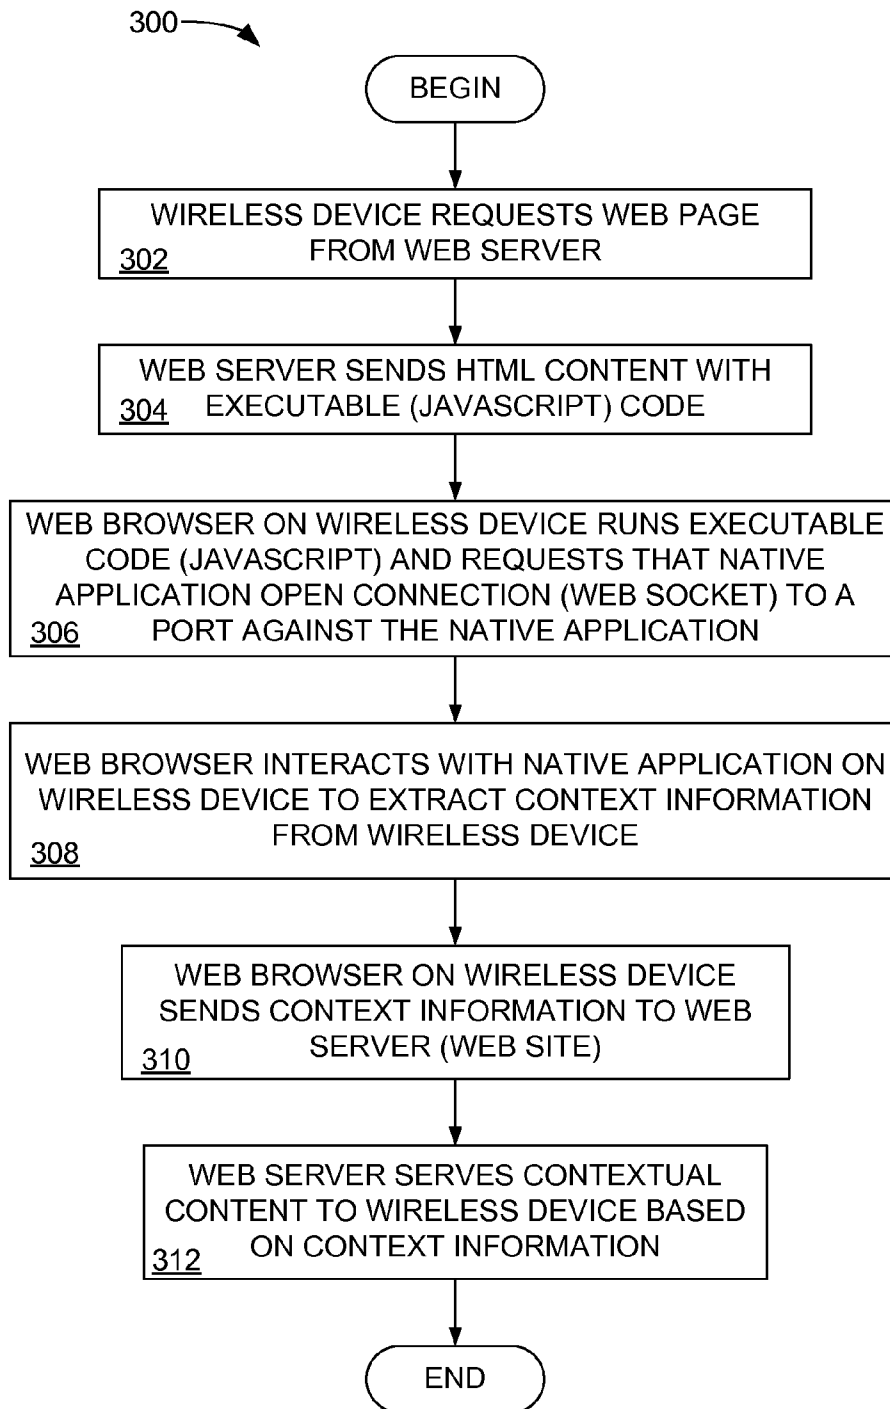 300
BEGIN
WIRELESS DEVICE REQUESTS WEB PAGE
FROM WEB SERVER
302
WEB SERVER SENDS HTML CONTENT WITH
EXECUTABLE (JAVASCRIPT) CODE
304
WEB BROWSER ON WIRELESS DEVICE RUNS EXECUTABLE
CODE (JAVASCRIPT) AND REQUESTS THAT NATIVE
APPLICATION OPEN CONNECTION (WEB SOCKET) TO A
PORT AGAINST THE NATIVE APPLICATION
306
WEB BROWSER INTERACTS WITH NATIVE APPLICATION ON
WIRELESS DEVICE TO EXTRACT CONTEXT INFORMATION
FROM WIRELESS DEVICE
308
WEB BROWSER ON WIRELESS DEVICE
SENDS CONTEXT INFORMATION TO WEB
SERVER (WEB SITE)
310
WEB SERVER SERVES CONTEXTUAL
CONTENT TO WIRELESS DEVICE BASED
ON CONTEXT INFORMATION
312
END